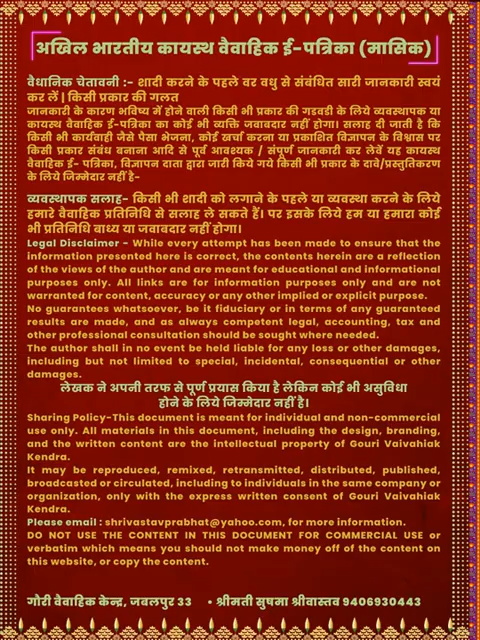 अखिल भारतीय कायस्थ वैवाहिक ई-पत्रिका (मासिक)
वैधानिक चेतावनी :- शादी करने के पहले वर वधु से संबंधित सारी जानकारी स्वयं
कर लें | किसी प्रकार की गलत
जानकारी के कारण भविष्य में होने वाली किसी भी प्रकार की गडवडी के लिये व्यवस्थापक या
कायस्थ वैवाहिक ई-पत्रिका का कोई भी व्यक्ति जवाबदार नहीं होगा। सलाह दी जाती है कि
किसी भी कार्यवाही जैसे पैसा भेजना, कोई खर्चा करना या प्रकाशित विज्ञापन के विश्वास पर
किसी प्रकार संबंध बनाना आदि से पूर्व आवश्यक / संपूर्ण जानकारी कर लेवें यह कायस्थ
वैवाहिक ई- पत्रिका, विज्ञापन दाता द्वारा जारी किये गये किसी भी प्रकार के दावे/प्रस्तुतिकरण
के लिये जिम्मेदार नहीं है-
व्यवस्थापक सलाह- किसी भी शादी को लगाने के पहले या व्यवस्था करने के लिये
हमारे वैवाहिक प्रतिनिधि से सलाह ले सकते हैं। पर इसके लिये हम या हमारा कोई
भी प्रतिनिधि बाध्य या जवाबदार नहीं होगा।
Legal Disclaimer - While every attempt has been made to ensure that the
information presented here is correct, the contents herein are a reflection
of the views of the author and are meant for educational and informational
purposes only. All links are for information purposes only and are not
warranted for content, accuracy or any other implied or explicit purpose.
No guarantees whatsoever, be it fiduciary or in terms of any guaranteed
results are made, and as always competent legal, accounting, tax and
other professional consultation should be sought where needed.
The author shall in no event be held liable for any loss or other damages,
including but not limited to special, incidental, consequential or other
damages.
लेखक ने अपनी तरफ से पूर्ण प्रयास किया है लेकिन कोई भी असुविधा
होने के लिये जिम्मेदार नहीं है।
Sharing Policy-This document is meant for individual and non-commercial
use only. All materials in this document, including the design, branding,
and the written content are the intellectual property of Gouri Vaivahiak
Kendra.
It may be reproduced, remixed, retransmitted, distributed, published,
broadcasted or circulated, including to individuals in the same company or
organization, only with the express written consent of Gouri Vaivahiak
Kendra.
Please email : shrivastavprabhat@yahoo.com, for more information.
DO NOT USE THE CONTENT IN THIS DOCUMENT FOR COMMERCIAL USE or
verbatim which means you should not make money off of the content on
this website, or copy the content.
गौरी वैवाहिक केन्द्र, जवलपुर 33 • श्रीमती सुषमा श्रीवास्तव 9406930443